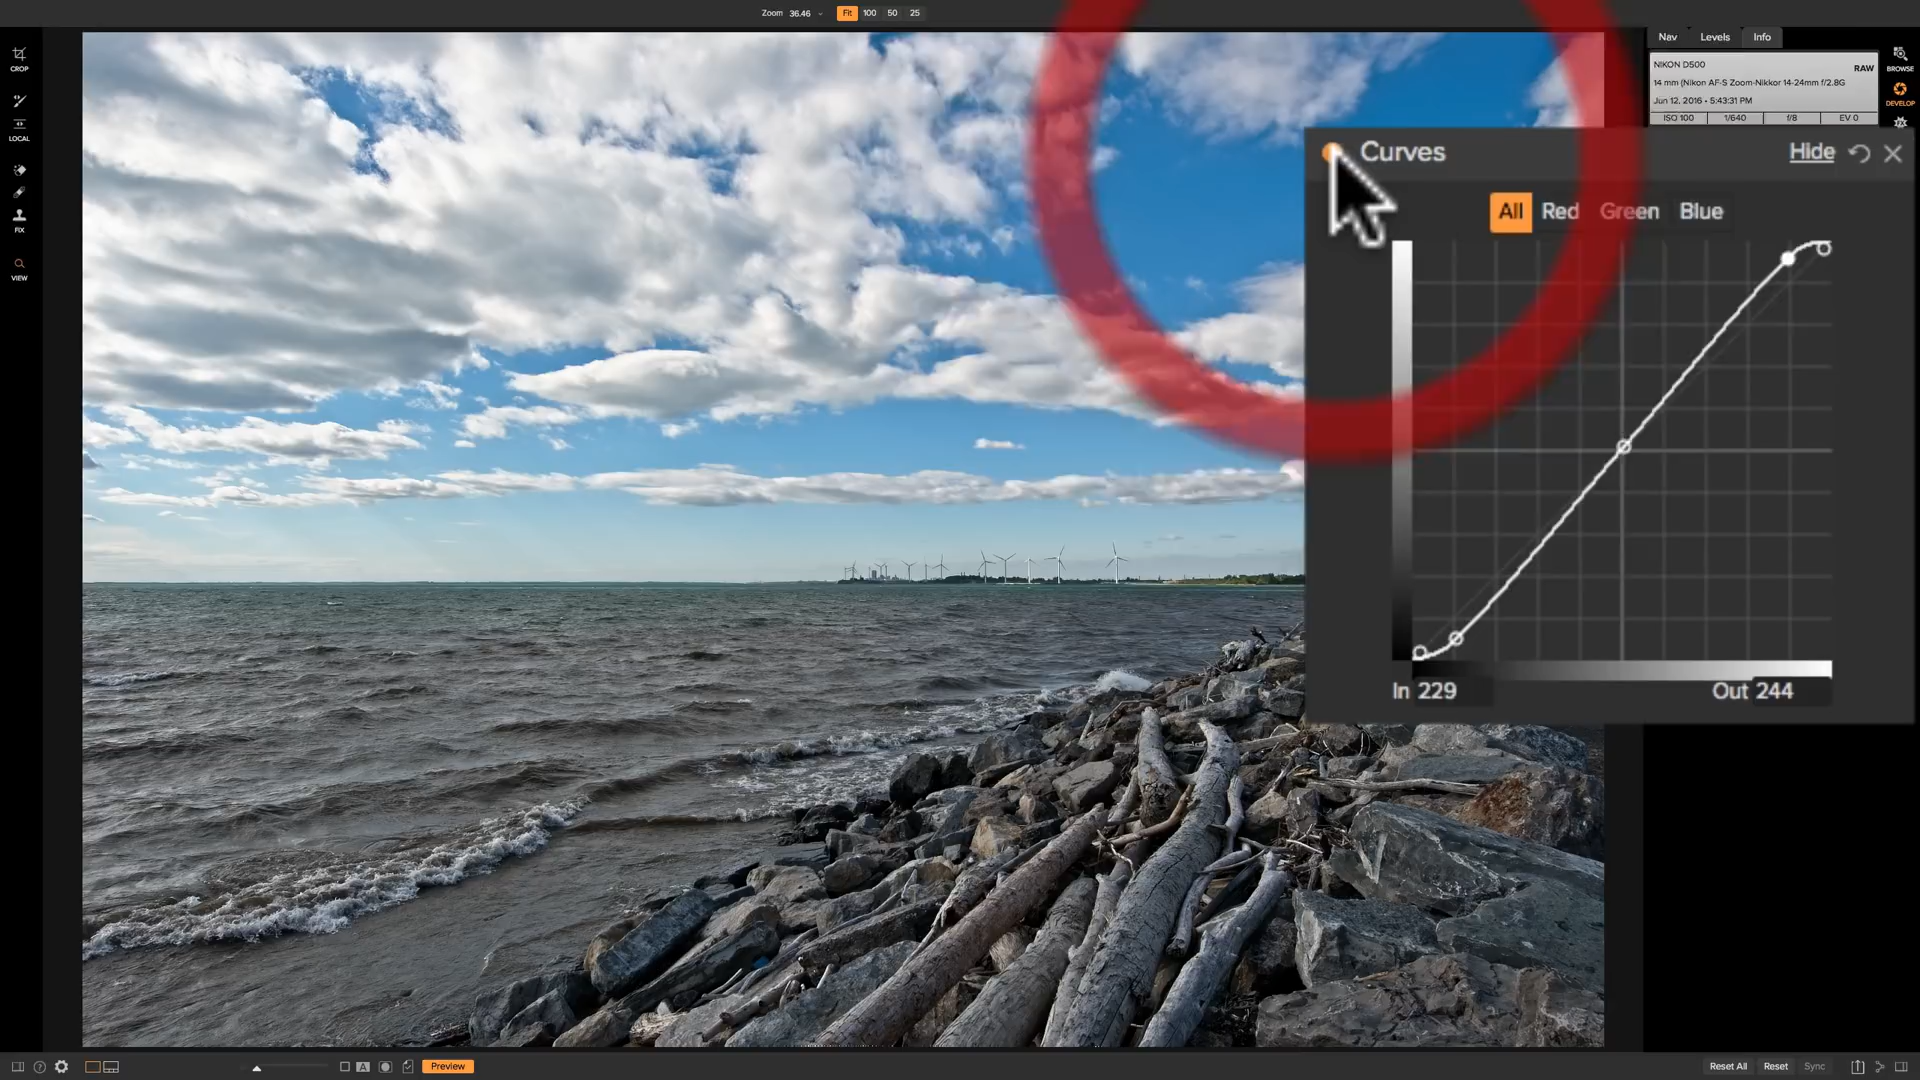 Zoom 36.46 Fit 100 50 25
Nav Levels Info
NIKON D500
RAW
14 mm (Nikon AF-S Zoom-Nikkor 14-24mm f/2.8G
Jun 12, 2016 • 5:43:31 PM
ISO 100 1/640 f/8 EV 0
CROP
LOCAL
FIX
VIEW
BROWSE
DEVELOP
FX
Curves Hide
All Red Green Blue
In 229 Out 244
? A Preview
Reset All Reset Sync